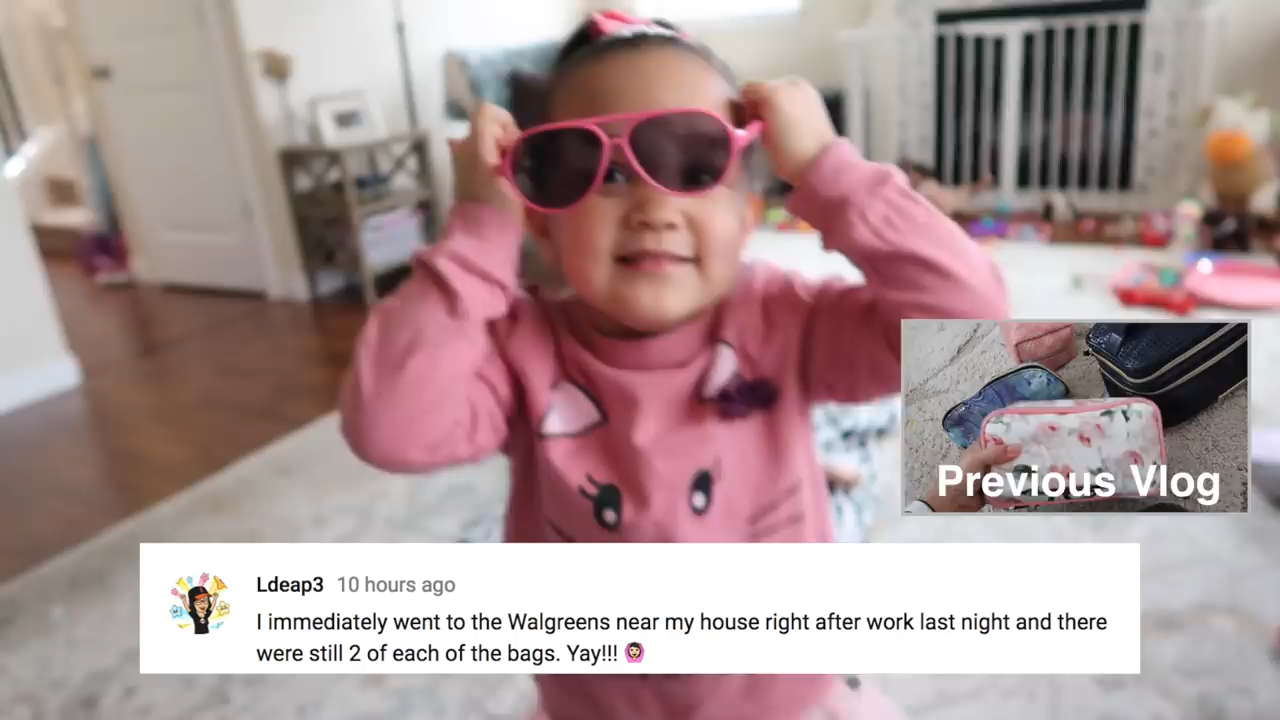 Previous Vlog
Ldeap3 10 hours ago
I immediately went to the Walgreens near my house right after work last night and there
were still 2 of each of the bags. Yay!!! 🙆🏻‍♀️